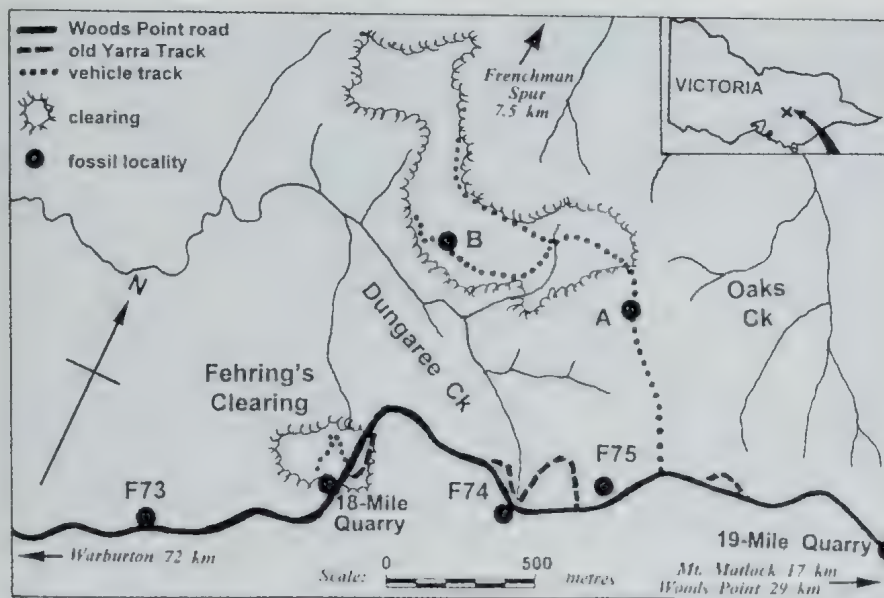 Woods Point road
old Yarra Track
vehicle track
clearing
fossil locality
Frenchman
Spur
7.5 km
VICTORIA
N
B
A
Dungaree Ck
Oaks
Ck
Fehring's
Clearing
F73
18-Mile
Quarry
F74
F75
19-Mile Quarry
Warburton 72 km
Scale:
0
500
metres
Mt. Matlock 17 km
Woods Point 29 km